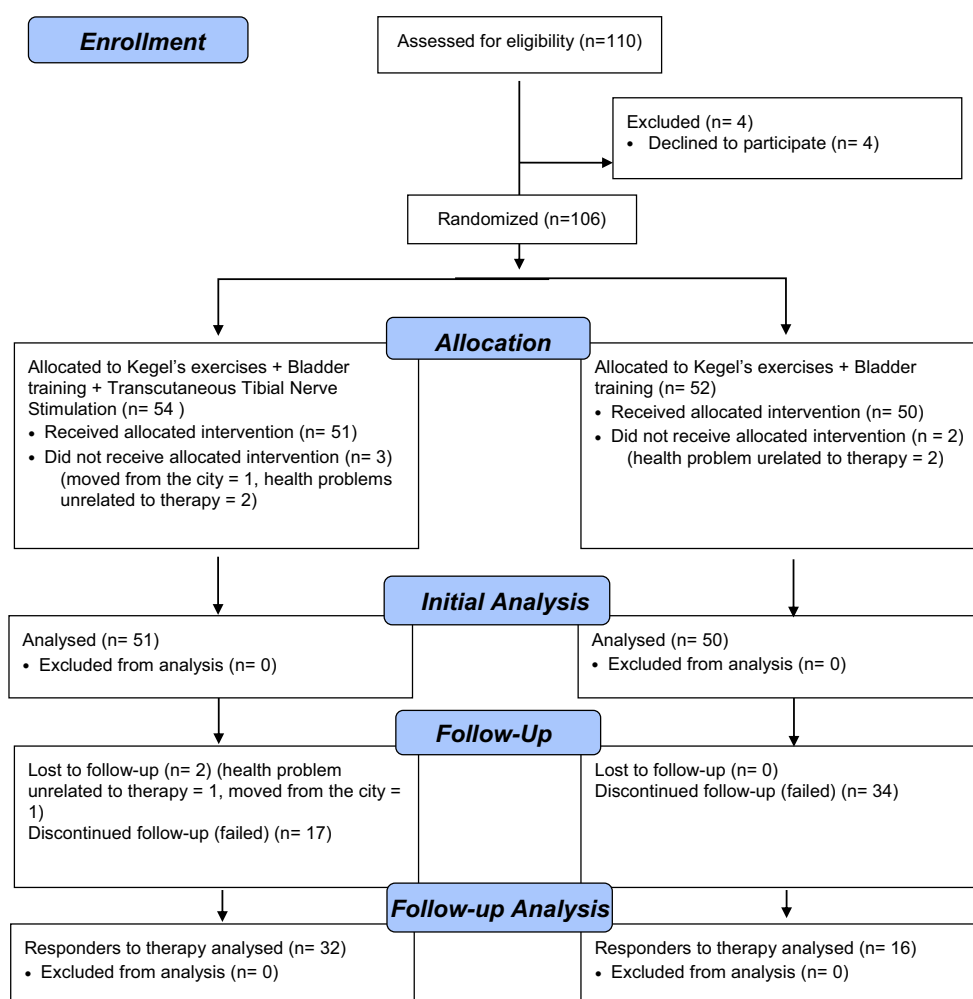 Enrollment
Assessed for eligibility (n=110)
Excluded (n= 4)
• Declined to participate (n= 4)
Randomized (n=106)
Allocation
Allocated to Kegel's exercises + Bladder
training + Transcutaneous Tibial Nerve
Stimulation (n= 54 )
• Received allocated intervention (n= 51)
• Did not receive allocated intervention (n= 3)
(moved from the city = 1, health problems
unrelated to therapy = 2)
Allocated to Kegel's exercises + Bladder
training (n= 52)
• Received allocated intervention (n= 50)
• Did not receive allocated intervention (n = 2)
(health problem urelated to therapy = 2)
Initial Analysis
Analysed (n= 51)
• Excluded from analysis (n= 0)
Analysed (n= 50)
• Excluded from analysis (n= 0)
Follow-Up
Lost to follow-up (n= 2) (health problem
unrelated to therapy = 1, moved from the city =
1)
Discontinued follow-up (failed) (n= 17)
Lost to follow-up (n= 0)
Discontinued follow-up (failed) (n= 34)
Follow-up Analysis
Responders to therapy analysed (n= 32)
• Excluded from analysis (n= 0)
Responders to therapy analysed (n= 16)
• Excluded from analysis (n= 0)